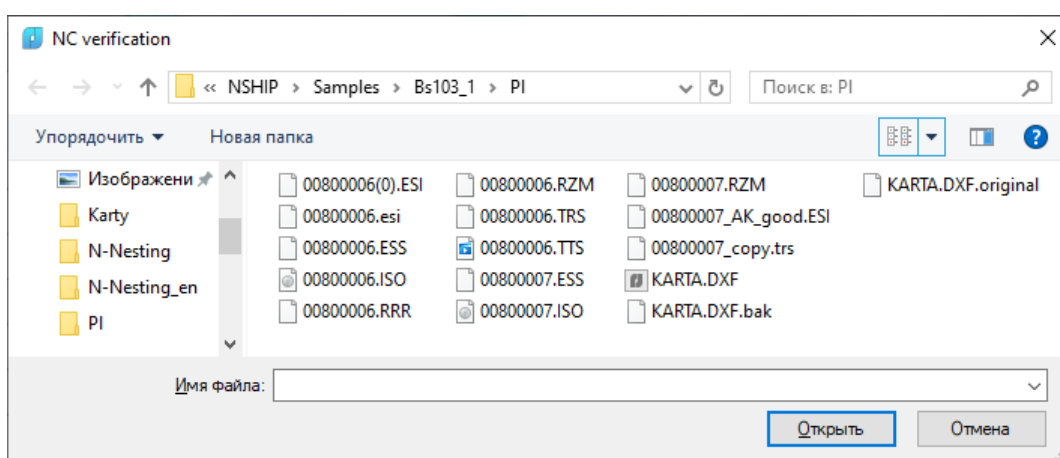 NC verification
« NSHIP › Samples › Bs103_1 › PI
Поиск в: PI
Упорядочить
Новая папка
Изображени
Karty
N-Nesting
N-Nesting_en
PI
00800006(0).ESI
00800006.esi
00800006.ESS
00800006.ISO
00800006.RRR
00800006.RZM
00800006.TRS
00800006.TTS
00800007.ESS
00800007.ISO
00800007.RZM
00800007_AK_good.ESI
00800007_copy.trs
KARTA.DXF
KARTA.DXF.bak
KARTA.DXF.original
Имя файла:
Открыть
Отмена